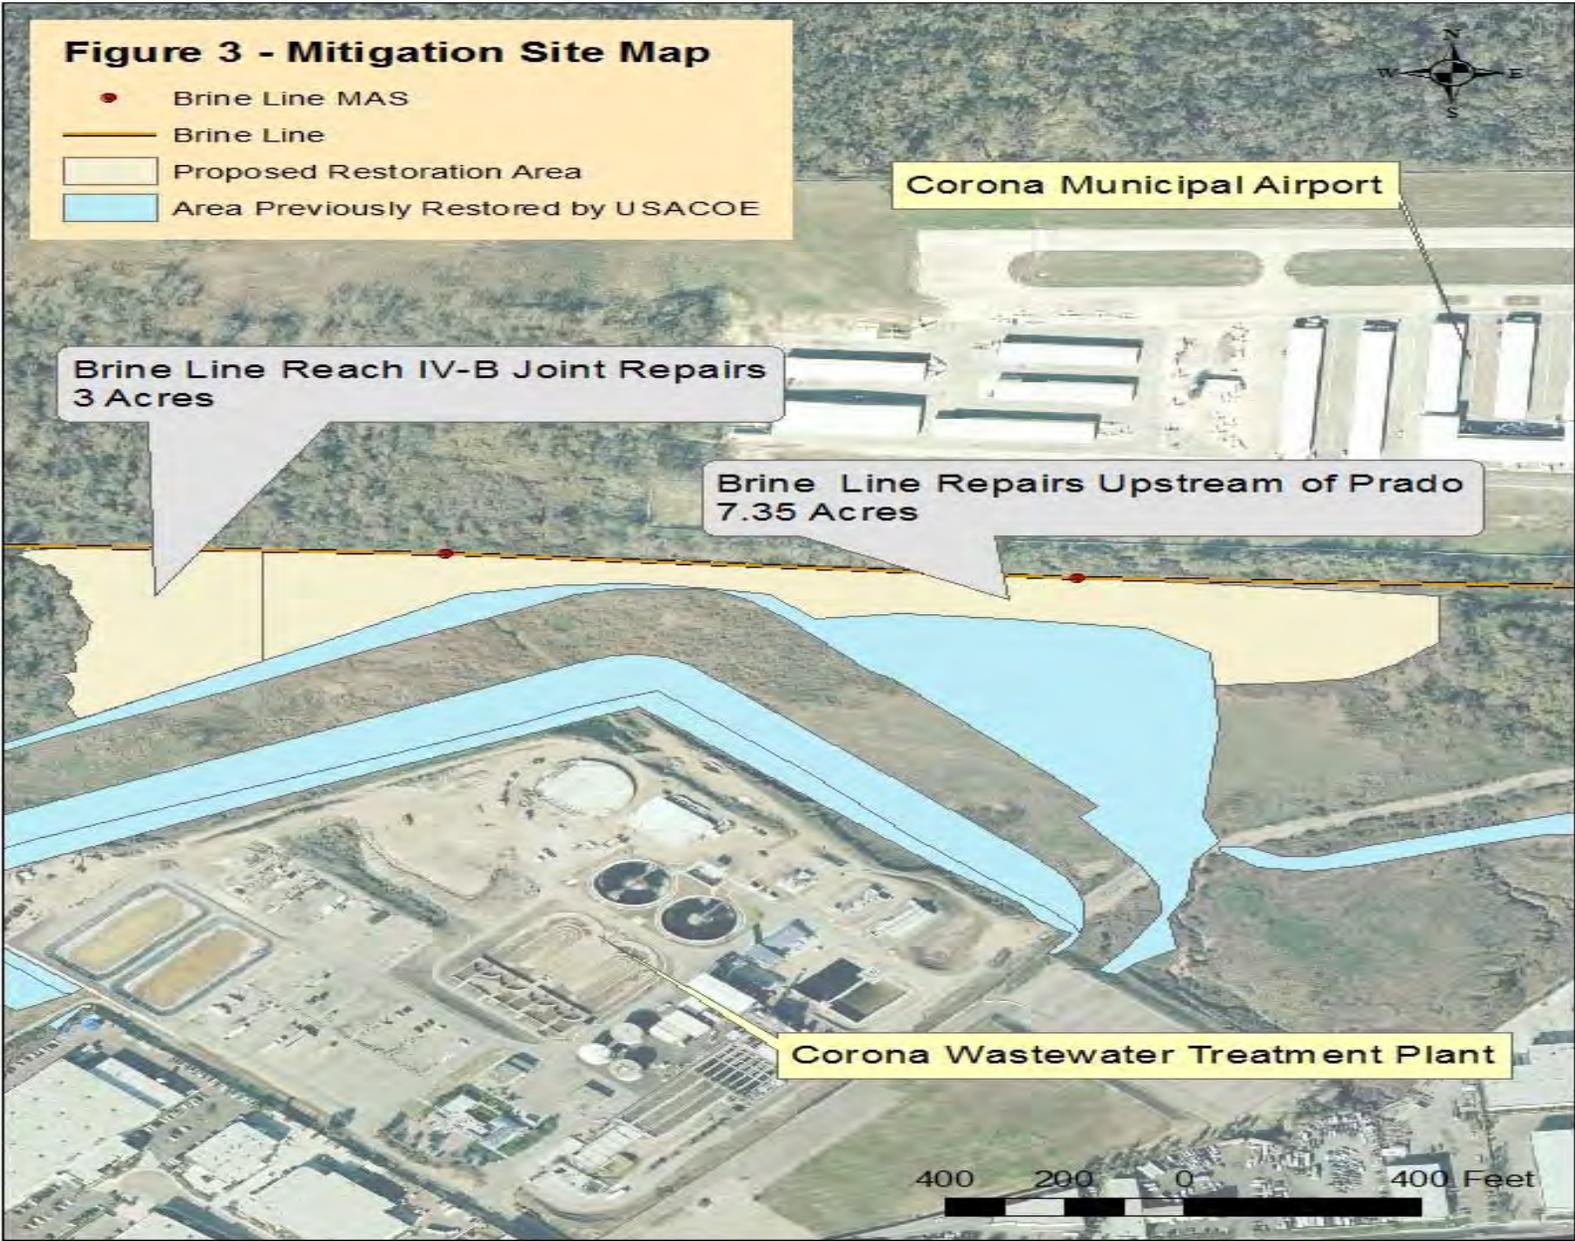 Figure 3 - Mitigation Site Map
Brine Line MAS
Brine Line
Proposed Restoration Area
Area Previously Restored by USACOE
N
W
E
S
Corona Municipal Airport
Brine Line Reach IV-B Joint Repairs
3 Acres
Brine Line Repairs Upstream of Prado
7.35 Acres
Corona Wastewater Treatment Plant
400 200 0 400 Feet